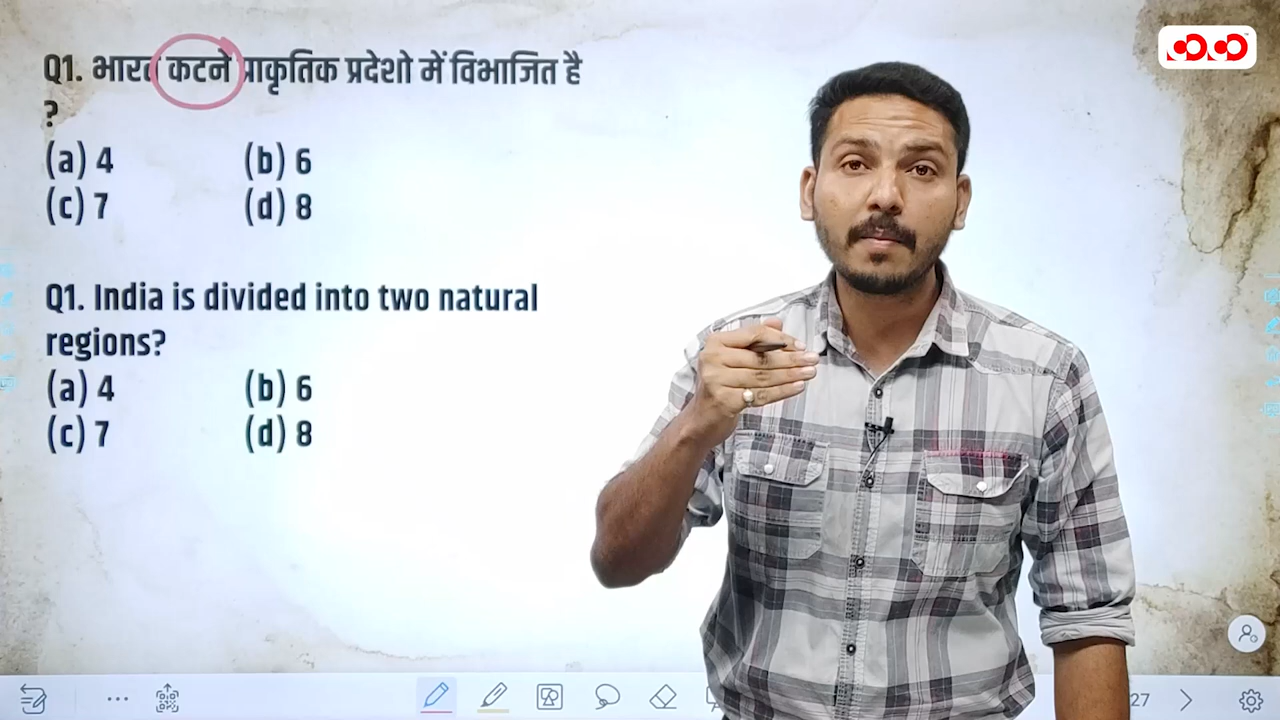 Q1. भारत कटने प्राकृतिक प्रदेशो में विभाजित है
?
(a) 4 (b) 6
(c) 7 (d) 8
Q1. India is divided into two natural
regions?
(a) 4 (b) 6
(c) 7 (d) 8
27